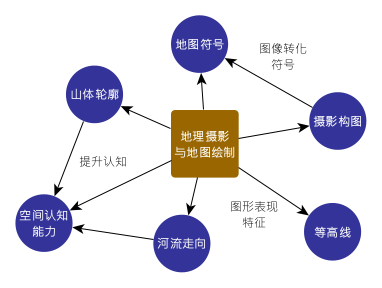 地图符号
图像转化
符号
山体轮廓
摄影构图
地理摄影
与地图绘制
提升认知
空间认知
能力
图形表现
特征
河流走向
等高线